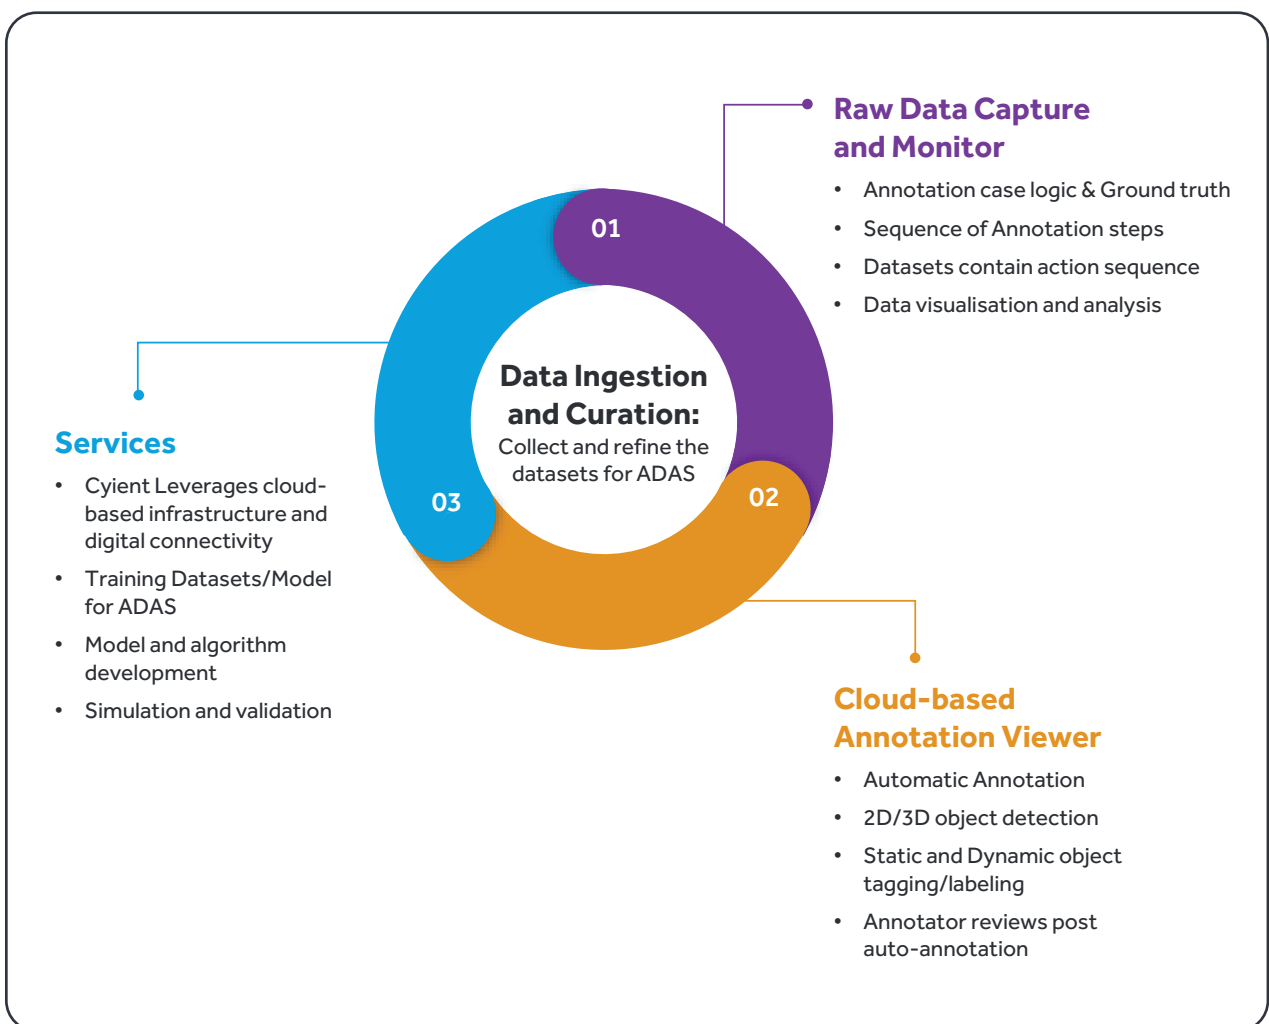 01
Raw Data Capture
and Monitor
• Annotation case logic & Ground truth
• Sequence of Annotation steps
• Datasets contain action sequence
• Data visualisation and analysis
Data Ingestion
and Curation:
Collect and refine the
datasets for ADAS
02
Cloud-based
Annotation Viewer
• Automatic Annotation
• 2D/3D object detection
• Static and Dynamic object
tagging/labeling
• Annotator reviews post
auto-annotation
03
Services
• Cyient Leverages cloud-
based infrastructure and
digital connectivity
• Training Datasets/Model
for ADAS
• Model and algorithm
development
• Simulation and validation